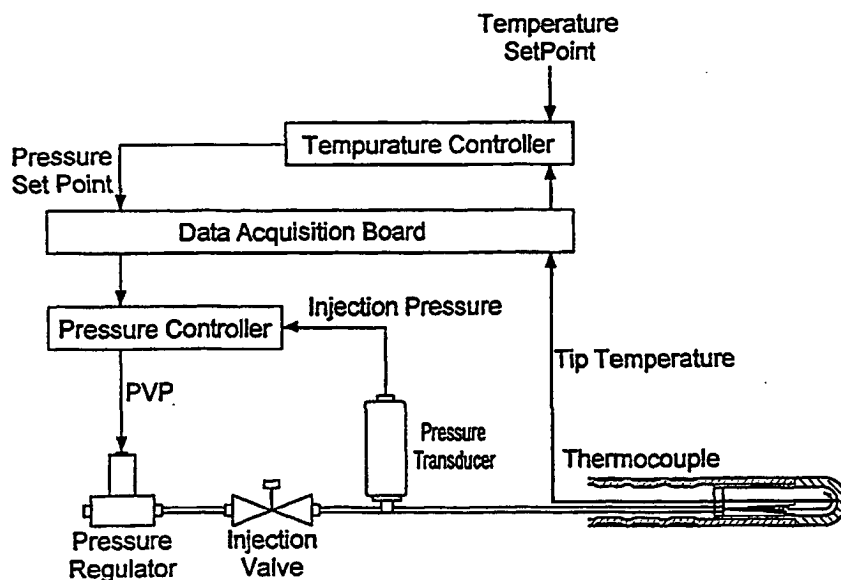 Temperature
SetPoint
Tempurature Controller
Pressure
Set Point
Data Acquisition Board
Injection Pressure
Pressure Controller
Tip Temperature
PVP
Pressure
Transducer
Thermocouple
Pressure
Regulator
Injection
Valve